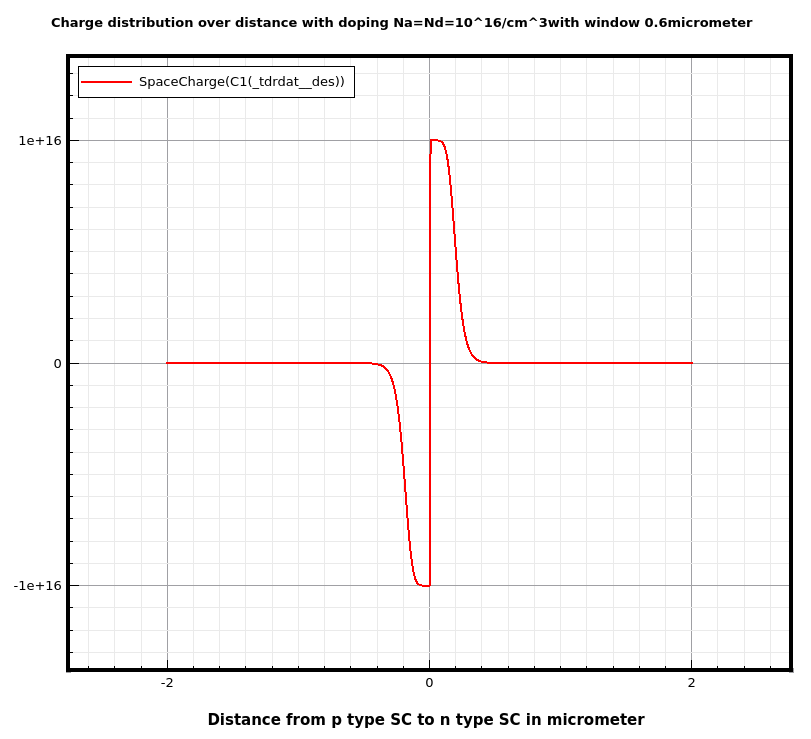 Charge distribution over distance with doping Na=Nd=10^16/cm^3with window 0.6micrometer
SpaceCharge(C1(_tdrdat__des))
1e+16
0
-1e+16
-2 0 2
Distance from p type SC to n type SC in micrometer